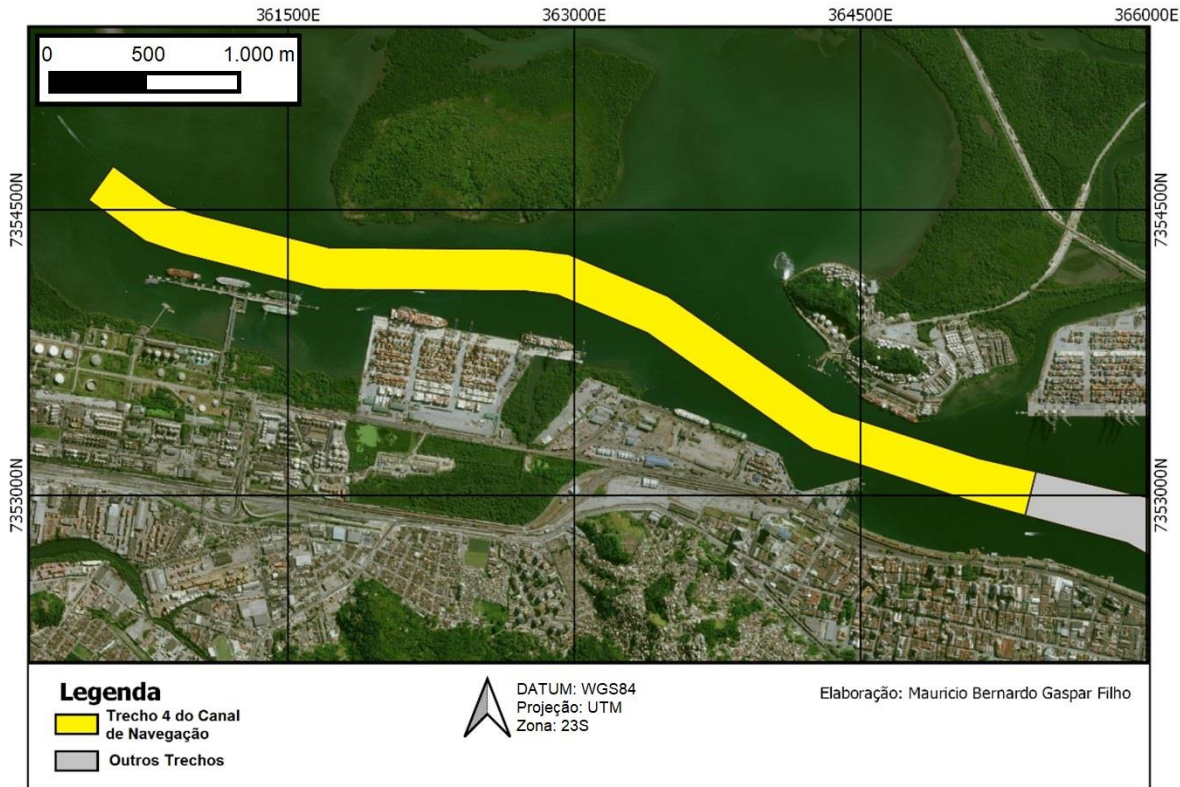 361500E 363000E 364500E 366000E
0 500 1.000 m
7354500N 7354500N
7353000N 7353000N
Legenda
Trecho 4 do Canal
de Navegação
Outros Trechos
DATUM: WGS84
Projeção: UTM
Zona: 23S
Elaboração: Mauricio Bernardo Gaspar Filho